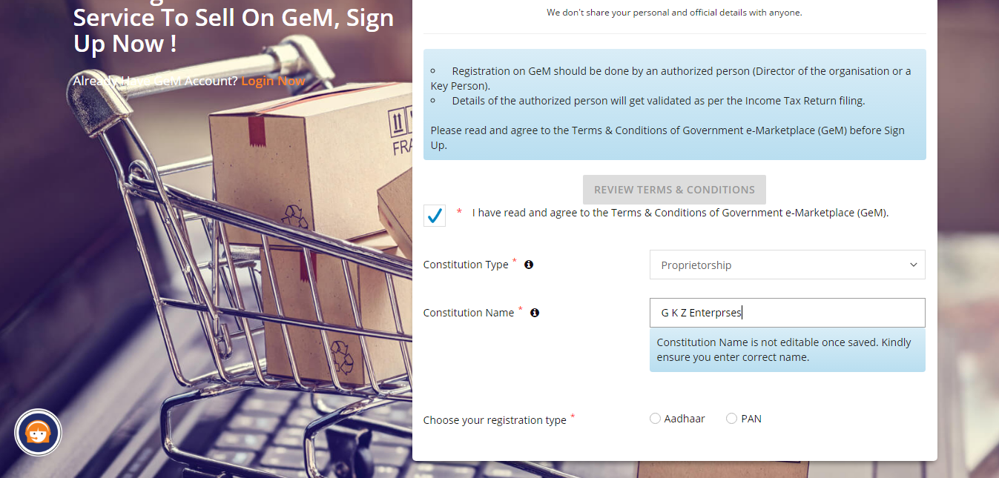 Service To Sell On GeM, Sign
Up Now !
Already Have GeM Account? Login Now
FRA
We don't share your personal and official details with anyone.
Registration on GeM should be done by an authorized person (Director of the organisation or a
Key Person).
Details of the authorized person will get validated as per the Income Tax Return filing.
Please read and agree to the Terms & Conditions of Government e-Marketplace (GeM) before Sign
Up.
REVIEW TERMS & CONDITIONS
* I have read and agree to the Terms & Conditions of Government e-Marketplace (GeM).
Constitution Type *
Proprietorship
Constitution Name *
G K Z Enterprses
Constitution Name is not editable once saved. Kindly
ensure you enter correct name.
Choose your registration type *
Aadhaar
PAN